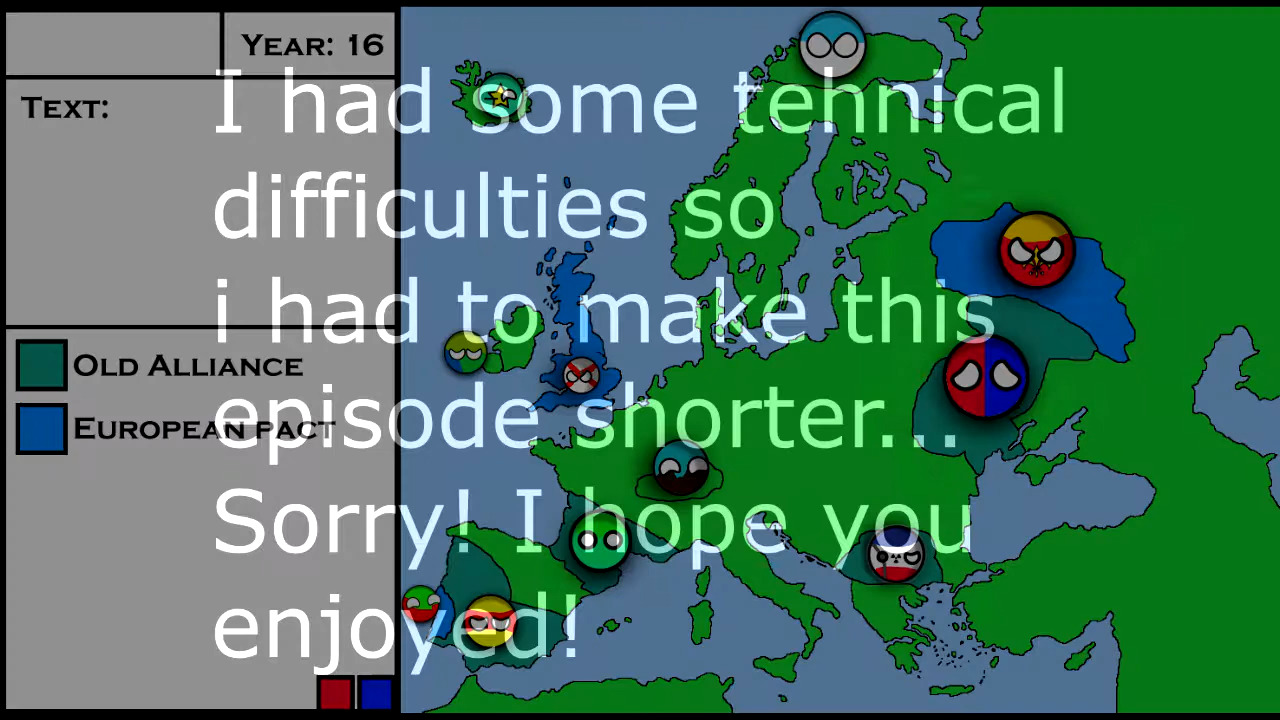 YEAR: 16
TEXT:
I had some tehnical
difficulties so
i had to make this
episode shorter...
Sorry! I hope you
enjoyed!
OLD ALLIANCE
EUROPEAN PACT